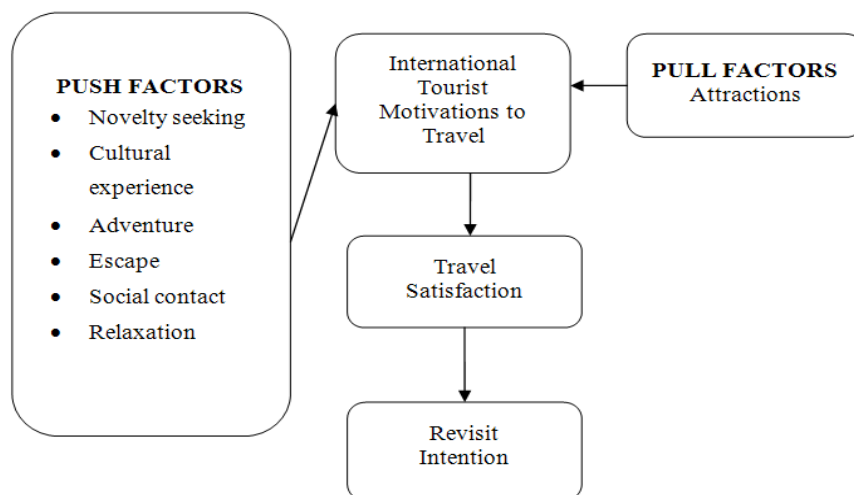 PUSH FACTORS
● Novelty seeking
● Cultural
experience
● Adventure
● Escape
● Social contact
● Relaxation
International
Tourist
Motivations to
Travel
PULL FACTORS
Attractions
Travel
Satisfaction
Revisit
Intention